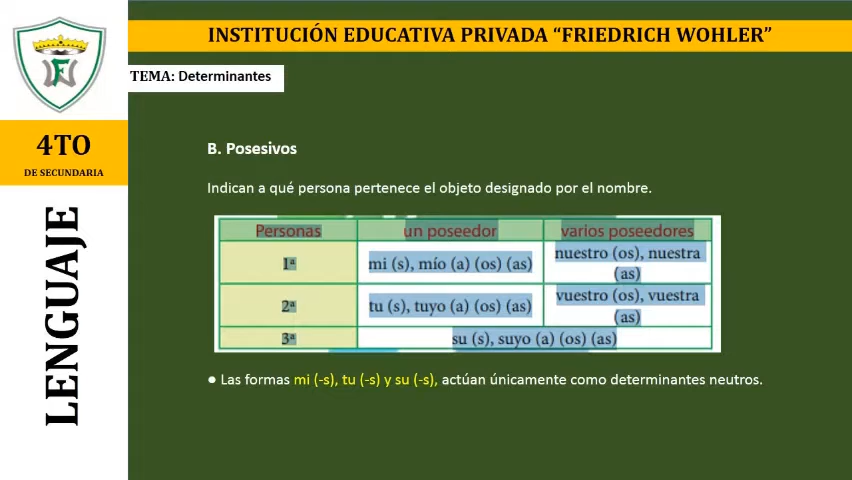 INSTITUCIÓN EDUCATIVA PRIVADA “FRIEDRICH WOHLER”
TEMA: Determinantes
4TO
DE SECUNDARIA
LENGUAJE
B. Posesivos
Indican a qué persona pertenece el objeto designado por el nombre.
Personas un poseedor varios poseedores
1ª mi (s), mío (a) (os) (as) nuestro (os), nuestra (as)
2ª tu (s), tuyo (a) (os) (as) vuestro (os), vuestra (as)
3ª su (s), suyo (a) (os) (as)
● Las formas mi (-s), tu (-s) y su (-s), actúan únicamente como determinantes neutros.